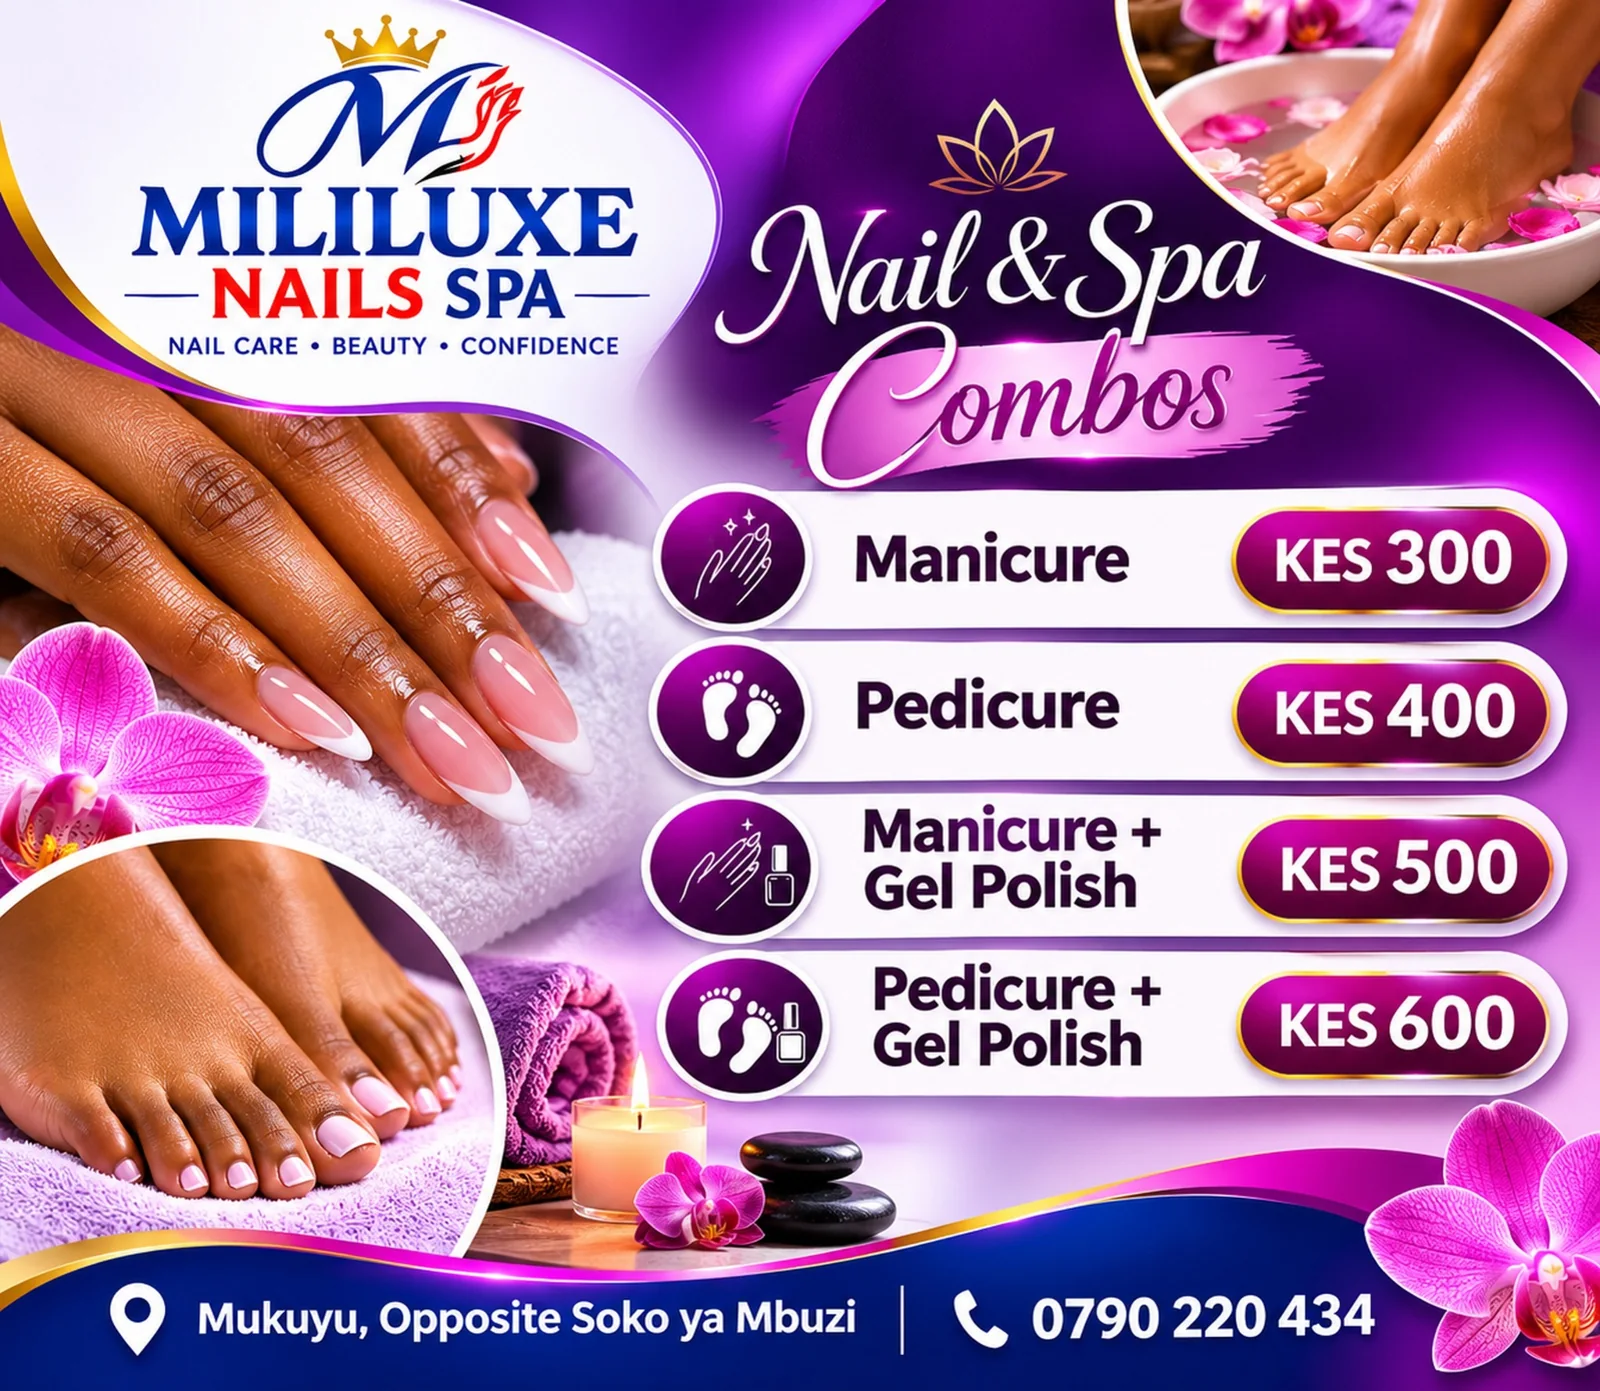 M
MILILUXE
NAILS SPA
NAIL CARE • BEAUTY • CONFIDENCE
Nail & Spa
Combos
Manicure
KES 300
Pedicure
KES 400
Manicure +
Gel Polish
KES 500
Pedicure +
Gel Polish
KES 600
Mukuyu, Opposite Soko ya Mbuzi
0790 220 434